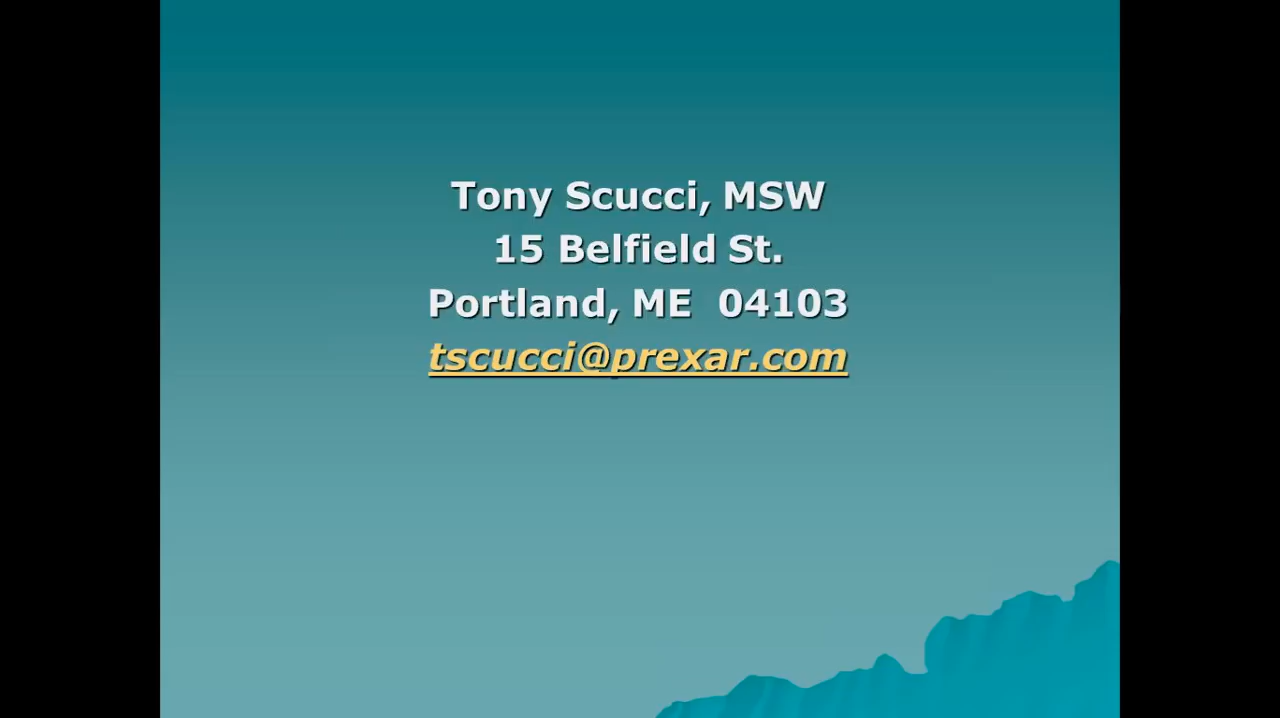 Tony Scucci, MSW
15 Belfield St.
Portland, ME  04103
tscucci@prexar.com